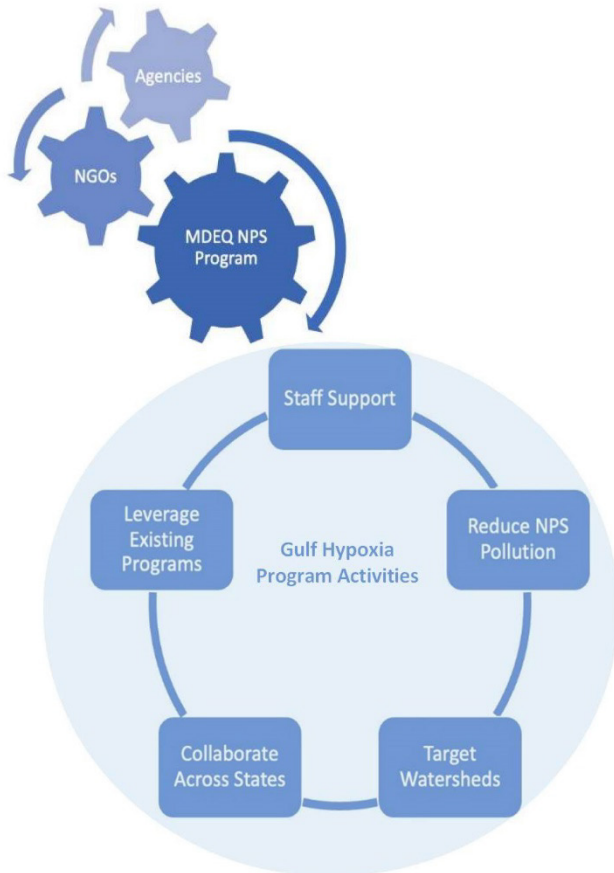 Agencies
NGOs
MDEQ NPS
Program
Staff Support
Leverage
Existing
Programs
Reduce NPS
Pollution
Gulf Hypoxia
Program Activities
Collaborate
Across States
Target
Watersheds